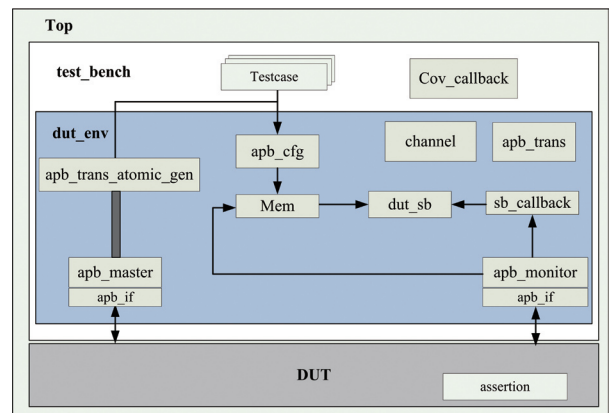 Top
test_bench
Testcase
Cov_callback
dut_env
apb_cfg
channel
apb_trans
apb_trans_atomic_gen
Mem
dut_sb
sb_callback
apb_master
apb_monitor
apb_if
apb_if
DUT
assertion